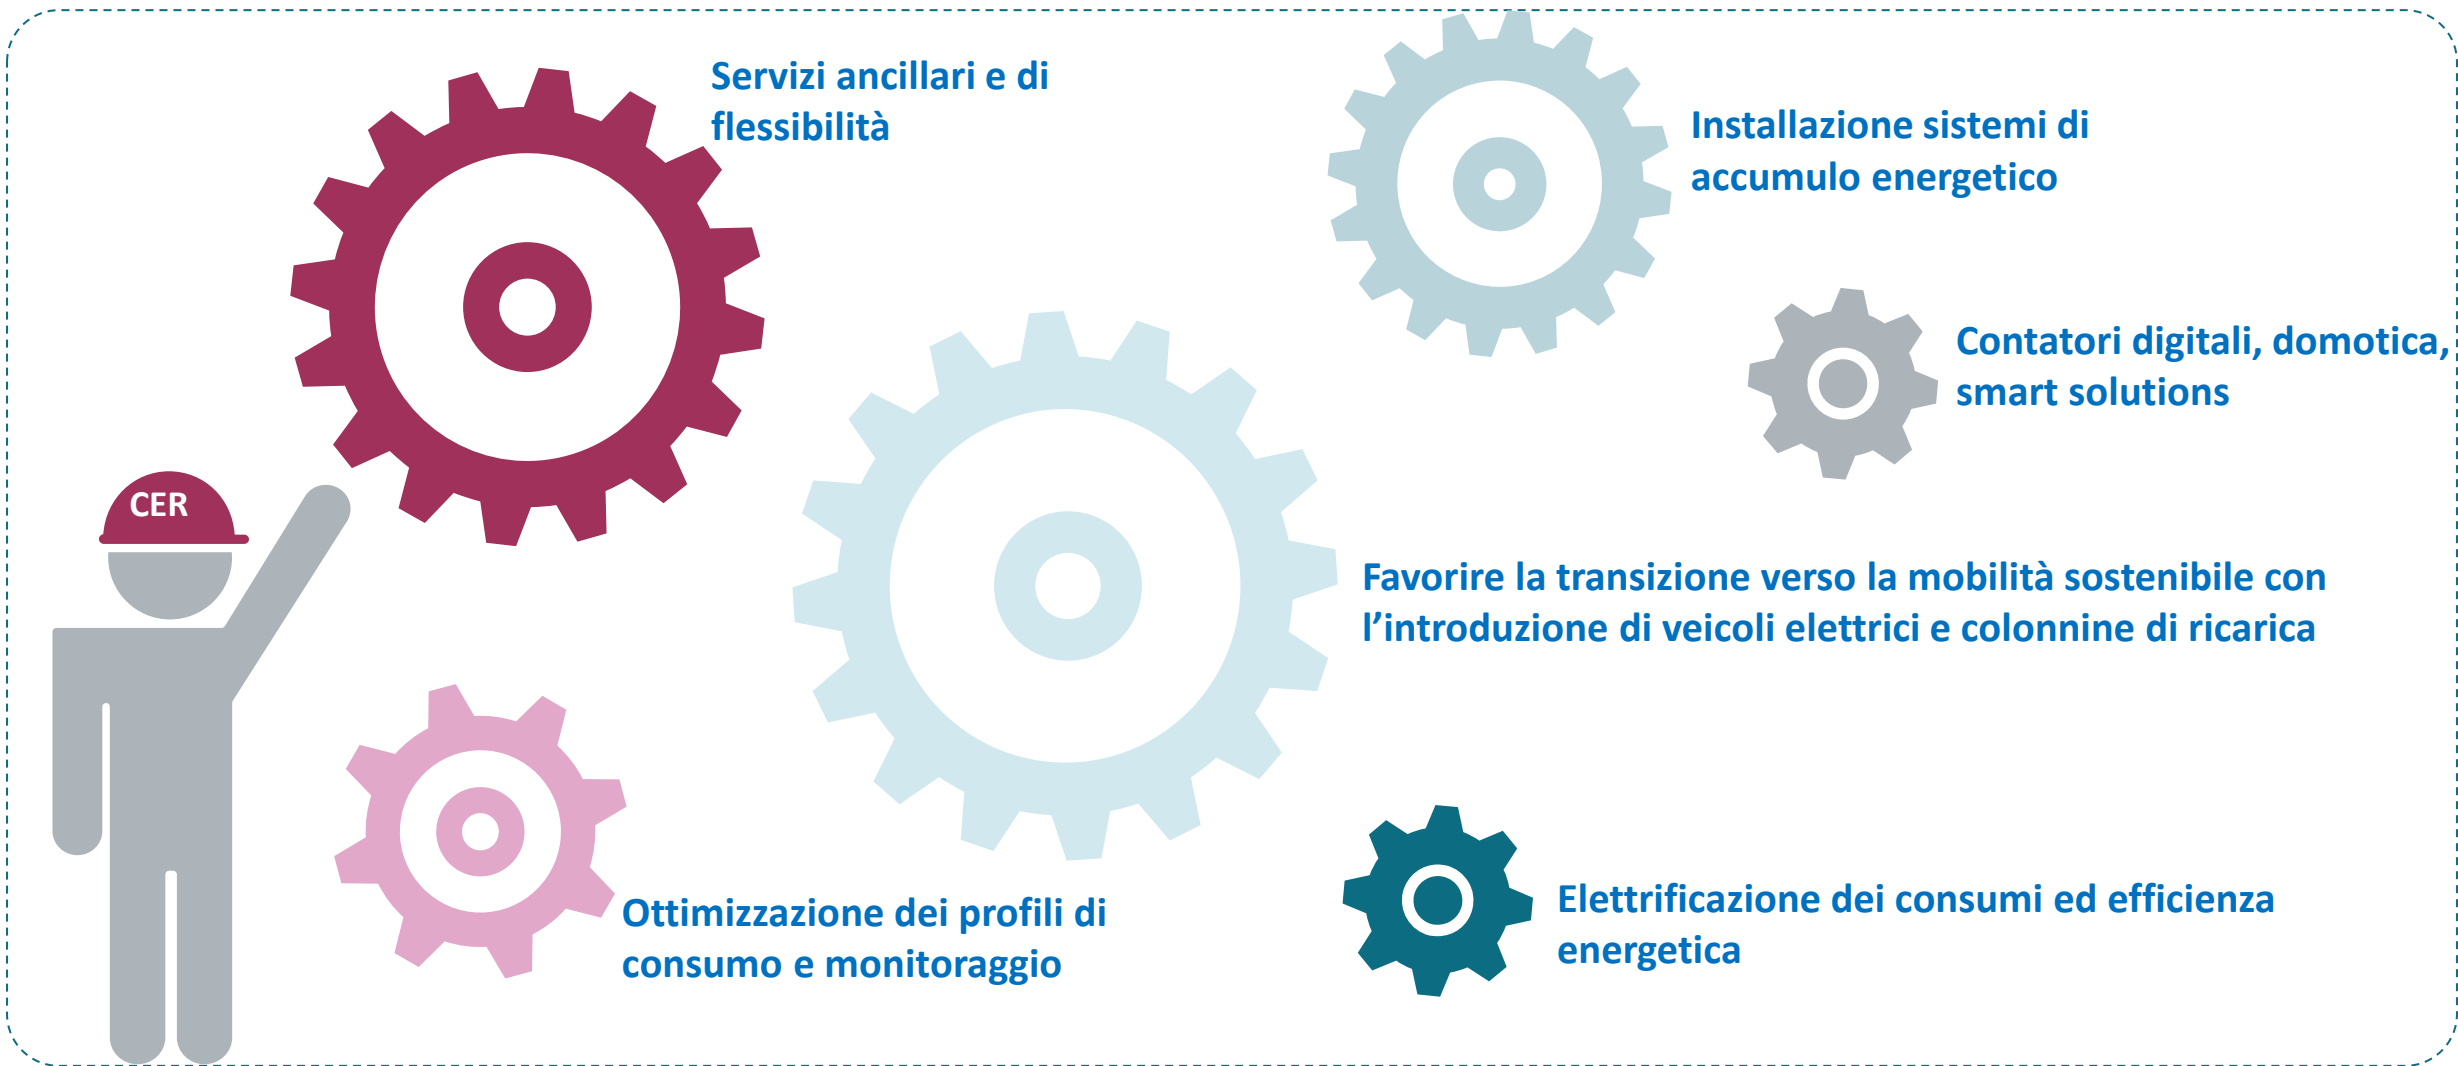 Servizi ancillari e di
flessibilità
Installazione sistemi di
accumulo energetico
Contatori digitali, domotica,
smart solutions
CER
Favorire la transizione verso la mobilità sostenibile con
l’introduzione di veicoli elettrici e colonnine di ricarica
Ottimizzazione dei profili di
consumo e monitoraggio
Elettrificazione dei consumi ed efficienza
energetica